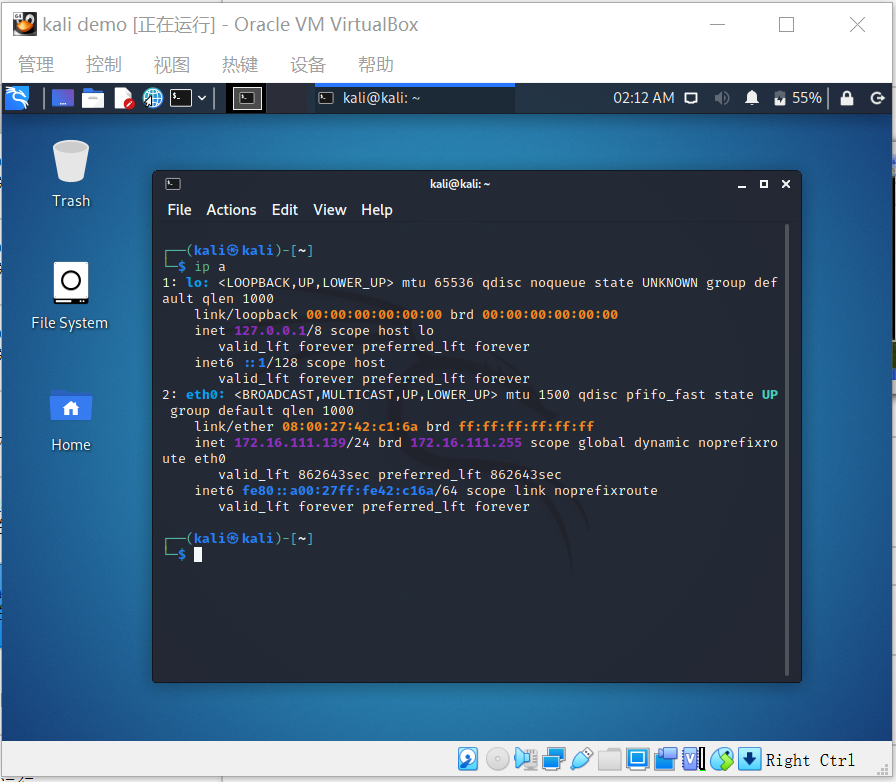 kali demo [正在运行] - Oracle VM VirtualBox
管理 控制 视图 热键 设备 帮助
kali@kali: ~ 02:12 AM 55%
Trash
File System
Home
kali@kali: ~
File Actions Edit View Help
┌──(kali㉿kali)-[~]
└─$ ip a
1: lo: <LOOPBACK,UP,LOWER_UP> mtu 65536 qdisc noqueue state UNKNOWN group def
ault qlen 1000
link/loopback 00:00:00:00:00:00 brd 00:00:00:00:00:00
inet 127.0.0.1/8 scope host lo
valid_lft forever preferred_lft forever
inet6 ::1/128 scope host
valid_lft forever preferred_lft forever
2: eth0: <BROADCAST,MULTICAST,UP,LOWER_UP> mtu 1500 qdisc pfifo_fast state UP
group default qlen 1000
link/ether 08:00:27:42:c1:6a brd ff:ff:ff:ff:ff:ff
inet 172.16.111.139/24 brd 172.16.111.255 scope global dynamic noprefixro
ute eth0
valid_lft 862643sec preferred_lft 862643sec
inet6 fe80::a00:27ff:fe42:c16a/64 scope link noprefixroute
valid_lft forever preferred_lft forever
┌──(kali㉿kali)-[~]
└─$
Right Ctrl